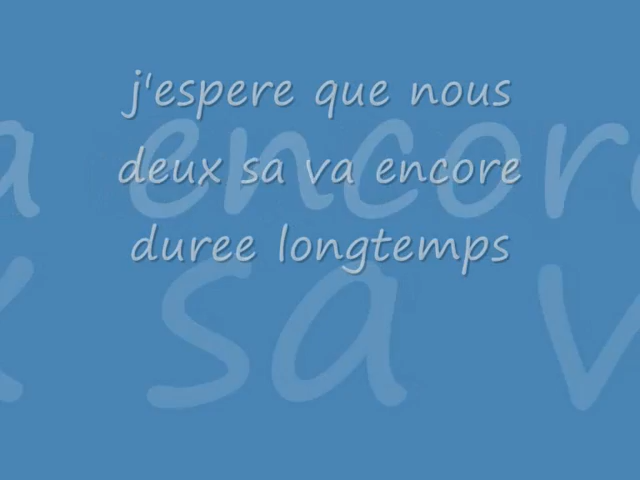 j'espere que nous
deux sa va encore
duree longtemps